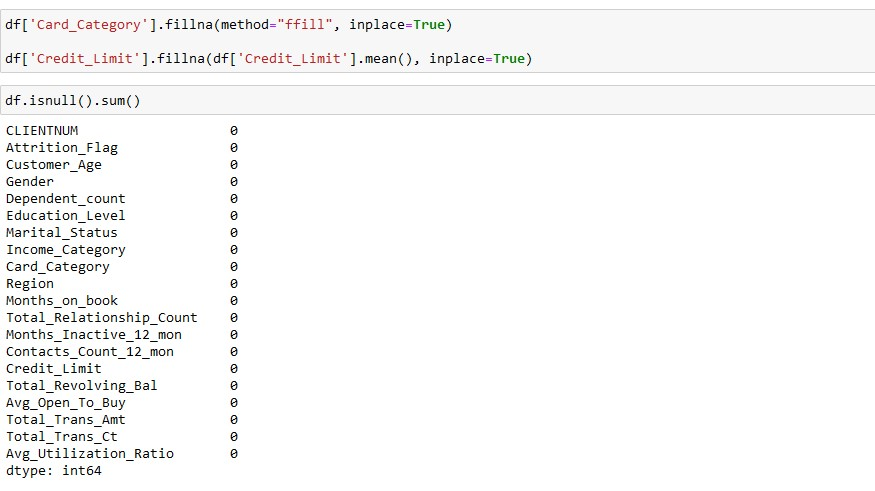 df['Card_Category'].fillna(method="ffill", inplace=True)
df['Credit_Limit'].fillna(df['Credit_Limit'].mean(), inplace=True)
df.isnull().sum()
CLIENTNUM 0
Attrition_Flag 0
Customer_Age 0
Gender 0
Dependent_count 0
Education_Level 0
Marital_Status 0
Income_Category 0
Card_Category 0
Region 0
Months_on_book 0
Total_Relationship_Count 0
Months_Inactive_12_mon 0
Contacts_Count_12_mon 0
Credit_Limit 0
Total_Revolving_Bal 0
Avg_Open_To_Buy 0
Total_Trans_Amt 0
Total_Trans_Ct 0
Avg_Utilization_Ratio 0
dtype: int64